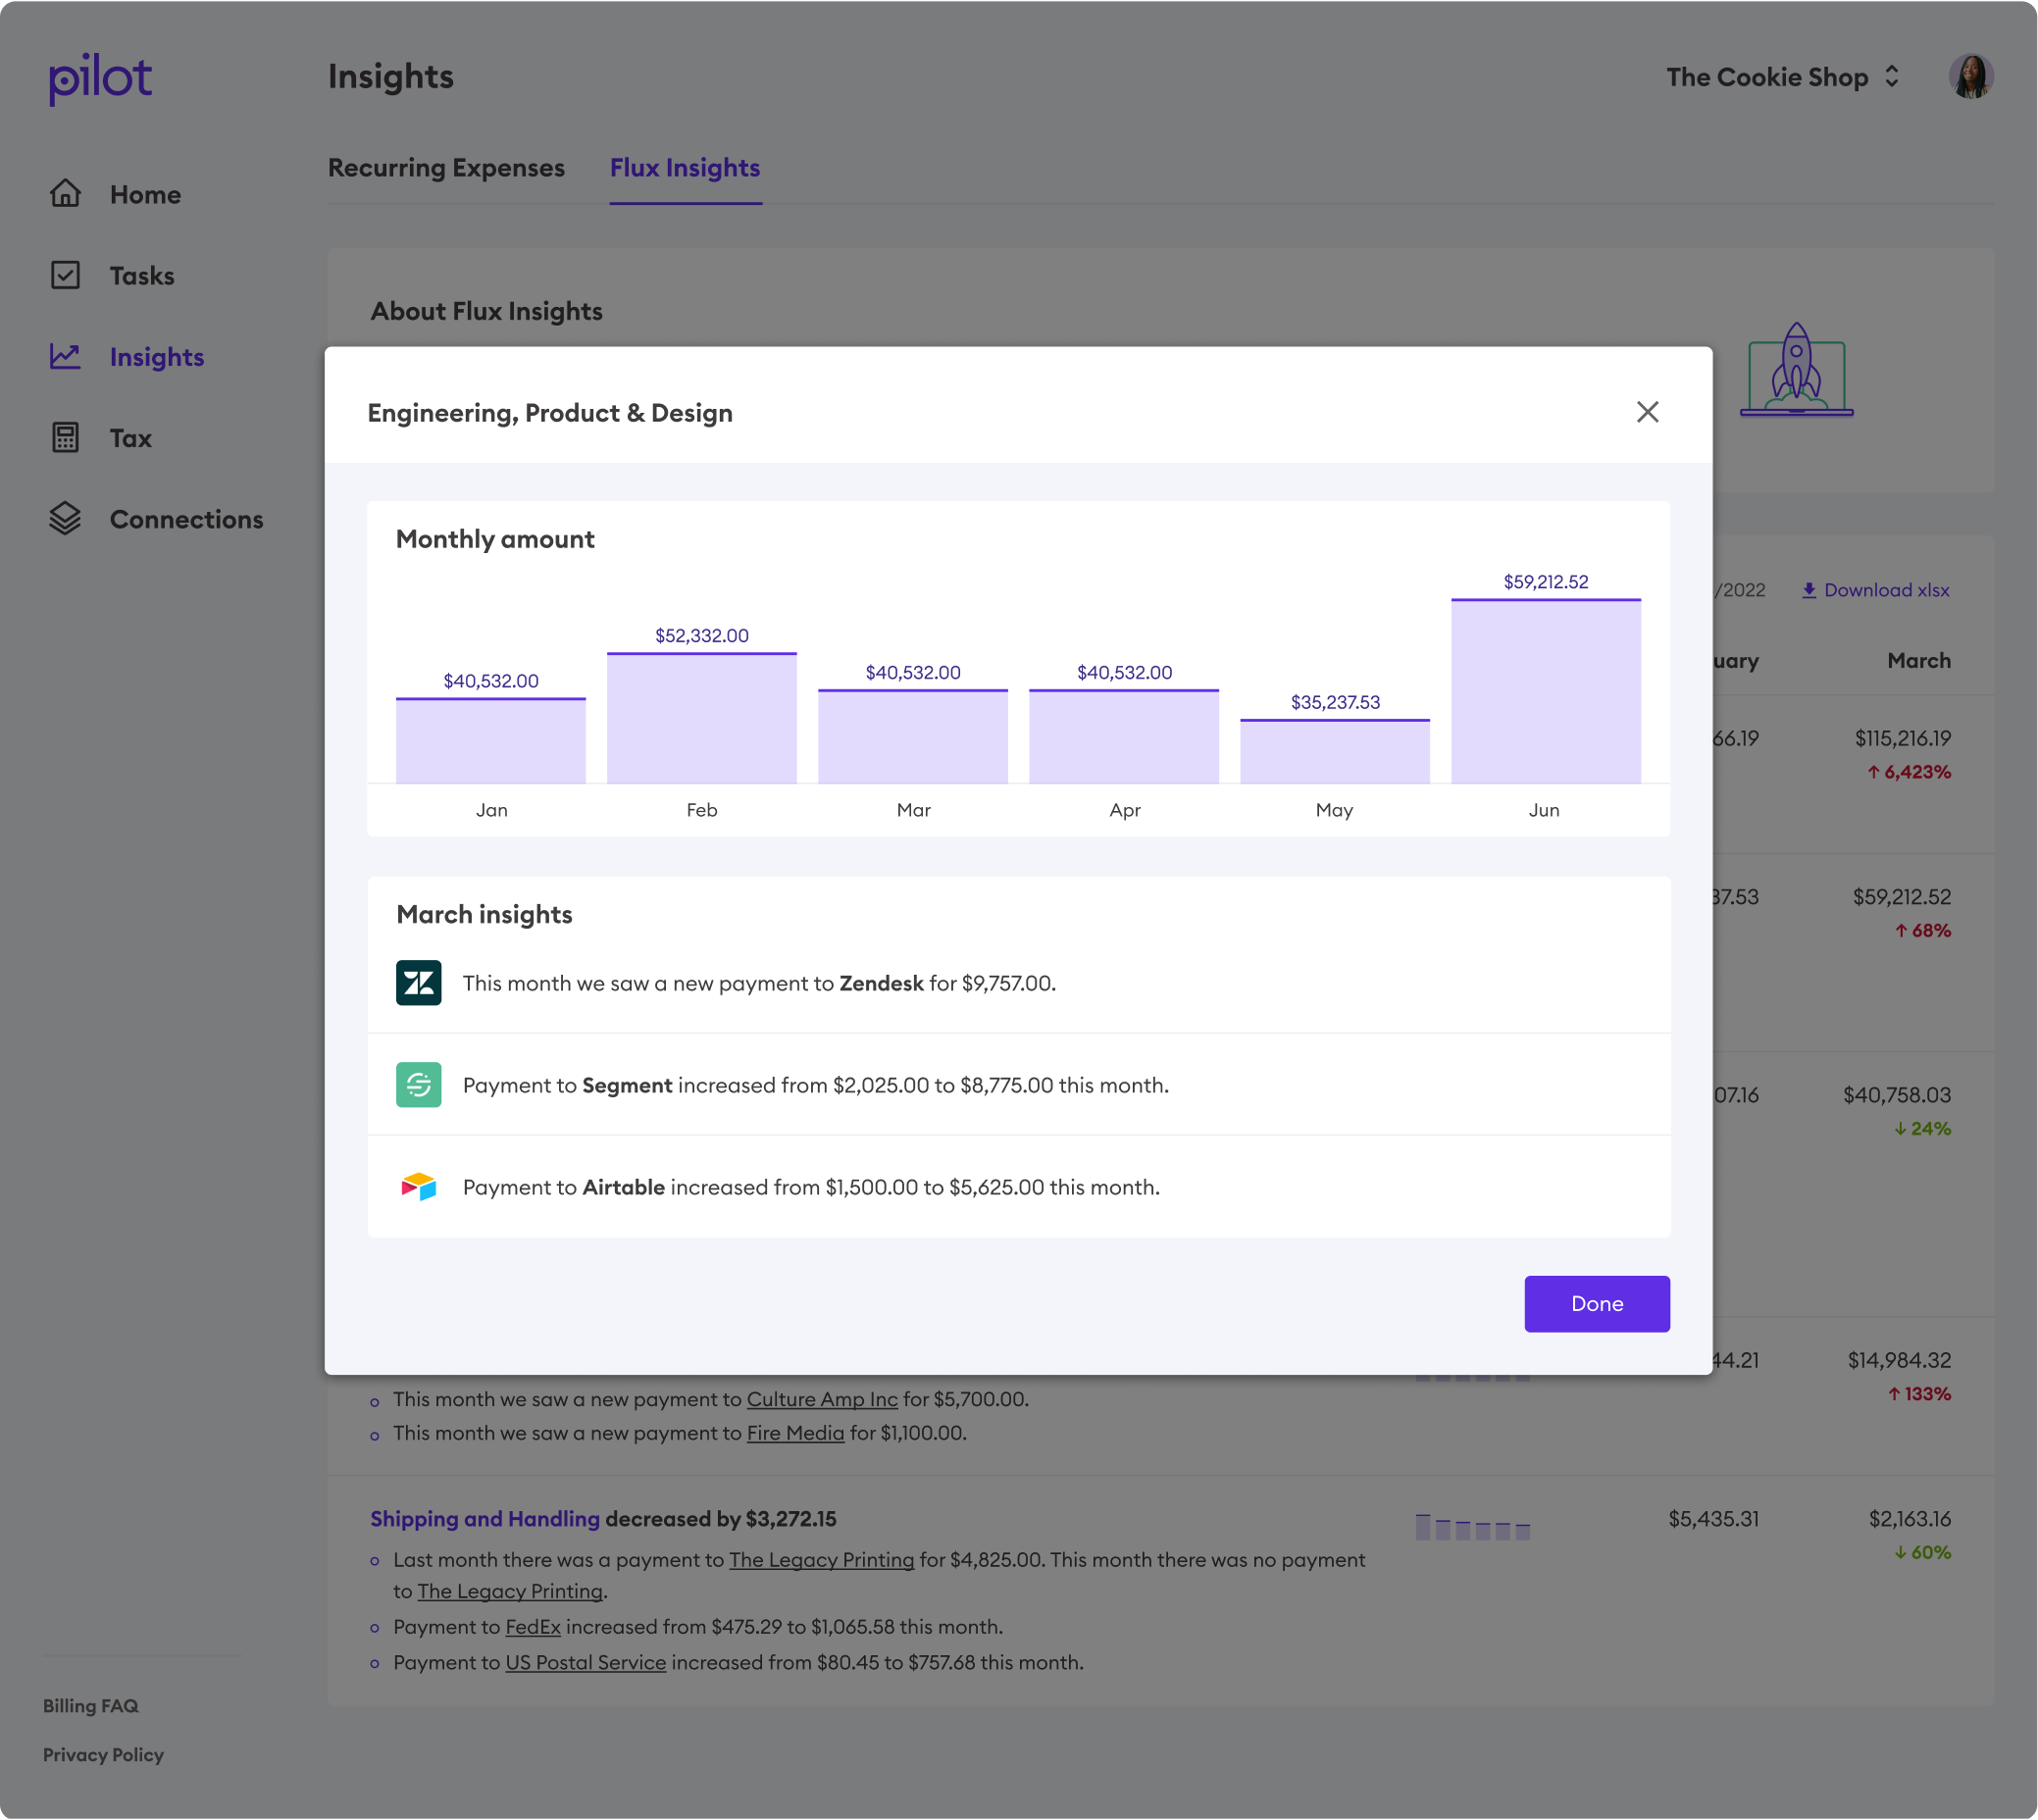 pilot
Insights
The Cookie Shop
Home
Tasks
Insights
Tax
Connections
Recurring Expenses
Flux Insights
About Flux Insights
Engineering, Product & Design
Monthly amount
$40,532.00
$52,332.00
$40,532.00
$40,532.00
$35,237.53
$59,212.52
Jan
Feb
Mar
Apr
May
Jun
March insights
This month we saw a new payment to Zendesk for $9,757.00.
Payment to Segment increased from $2,025.00 to $8,775.00 this month.
Payment to Airtable increased from $1,500.00 to $5,625.00 this month.
Done
/2022
Download xlsx
uary
March
66.19
$115,216.19
↑ 6,423%
37.53
$59,212.52
↑ 68%
07.16
$40,758.03
↓ 24%
44.21
$14,984.32
↑ 133%
This month we saw a new payment to Culture Amp Inc for $5,700.00.
This month we saw a new payment to Fire Media for $1,100.00.
Shipping and Handling decreased by $3,272.15
$5,435.31
$2,163.16
↓ 60%
Last month there was a payment to The Legacy Printing for $4,825.00. This month there was no payment
to The Legacy Printing.
Payment to FedEx increased from $475.29 to $1,065.58 this month.
Payment to US Postal Service increased from $80.45 to $757.68 this month.
Billing FAQ
Privacy Policy